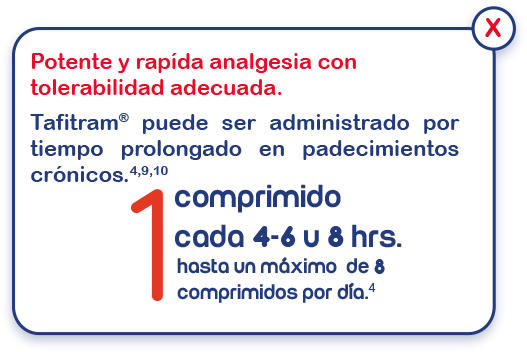 X
Potente y rapída analgesia con
tolerabilidad adecuada.
Tafitram® puede ser administrado por
tiempo prolongado en padecimientos
crónicos.4,9,10
1 comprimido
cada 4-6 u 8 hrs.
hasta un máximo de 8
comprimidos por día.4